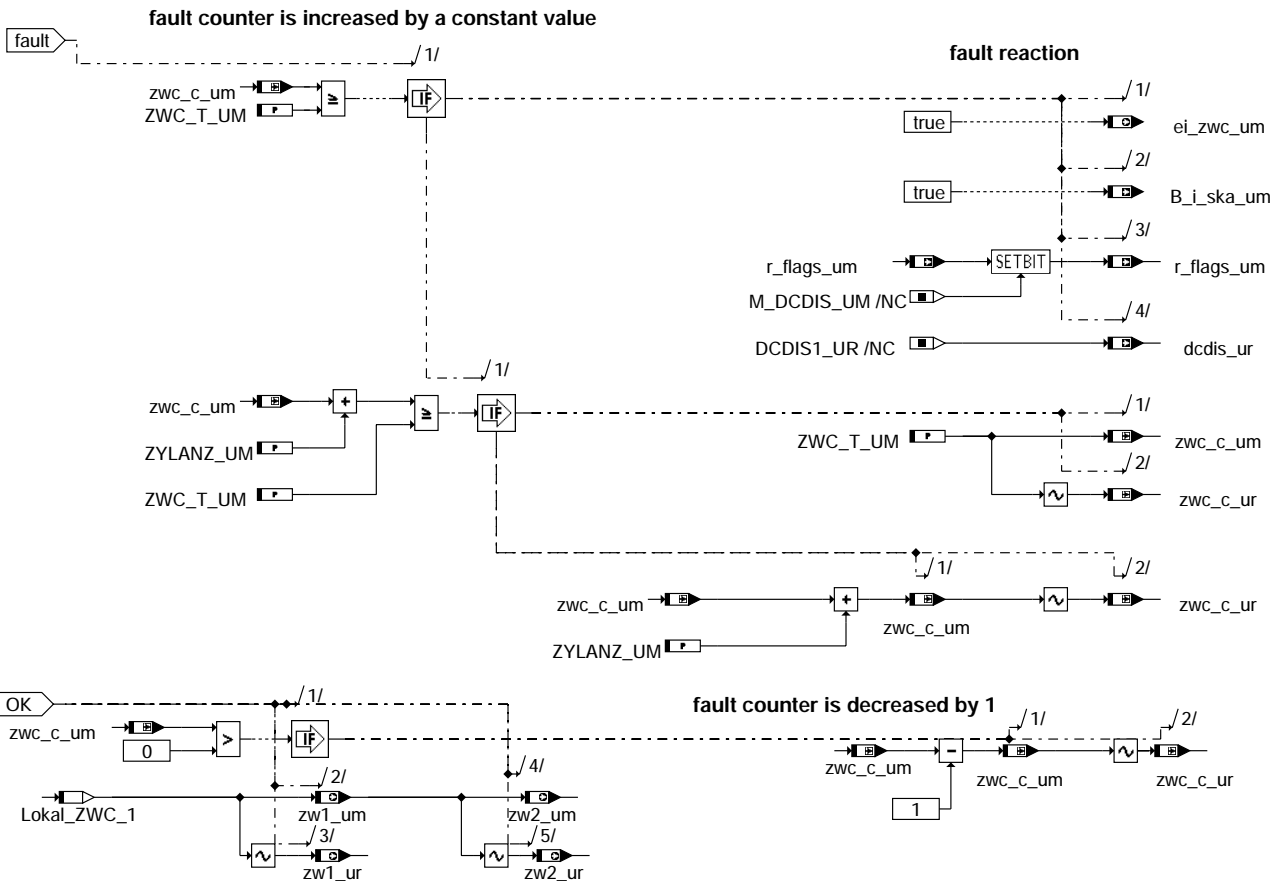 fault counter is increased by a constant value
fault
/1/
fault reaction
zwc_c_um
ZWC_T_UM
≥
IF
/1/
true
ei_zwc_um
/2/
true
B_i_ska_um
/3/
r_flags_um
SETBIT
r_flags_um
M_DCDIS_UM /NC
/4/
DCDIS1_UR /NC
dcdis_ur
/1/
zwc_c_um
+
≥
IF
/1/
ZYLANZ_UM
P
ZWC_T_UM
P
zwc_c_um
/2/
ZWC_T_UM
P
~
zwc_c_ur
/1/
/2/
zwc_c_um
+
zwc_c_um
~
zwc_c_ur
ZYLANZ_UM
P
OK
/1/
fault counter is decreased by 1
/1/
/2/
zwc_c_um
0
>
IF
zwc_c_um
-
zwc_c_um
~
zwc_c_ur
1
/2/
/4/
Lokal_ZWC_1
zw1_um
zw2_um
/3/
/5/
~
zw1_ur
~
zw2_ur